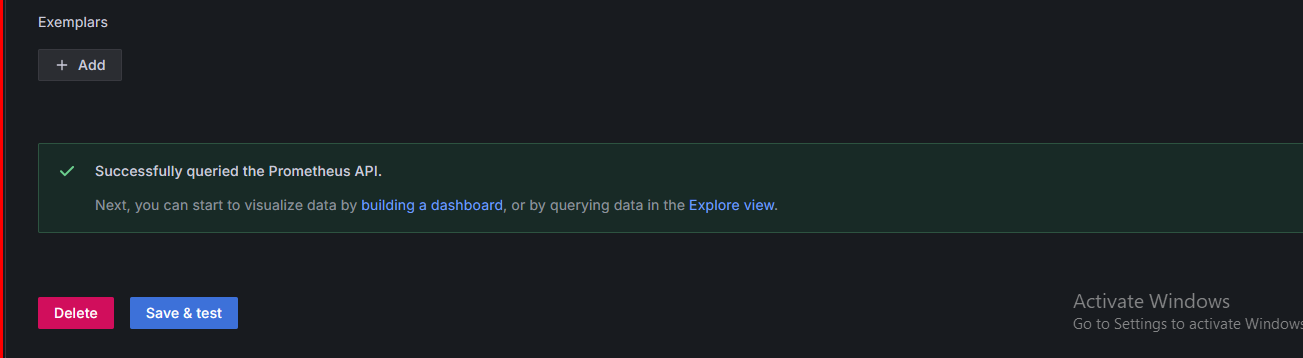 Exemplars
+ Add
Successfully queried the Prometheus API.
Next, you can start to visualize data by building a dashboard, or by querying data in the Explore view.
Delete
Save & test
Activate Windows
Go to Settings to activate Windows